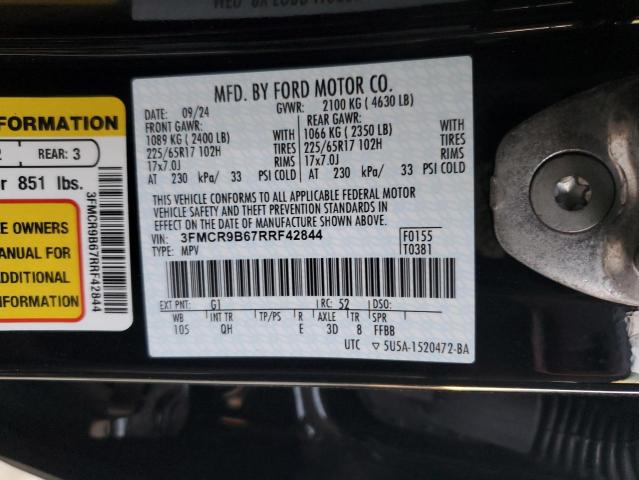 MFD. BY FORD MOTOR CO.
DATE: 09/24 GVWR: 2100 KG ( 4630 LB)
FRONT GAWR: REAR GAWR:
1089 KG ( 2400 LB) WITH 1066 KG ( 2350 LB) WITH
225/65R17 102H TIRES 225/65R17 102H TIRES
17x7.0J RIMS 17x7.0J RIMS
AT 230 kPa/ 33 PSI COLD AT 230 kPa/ 33 PSI COLD
THIS VEHICLE CONFORMS TO ALL APPLICABLE FEDERAL MOTOR
VEHICLE SAFETY AND THEFT PREVENTION STANDARDS IN
EFFECT ON THE DATE OF MANUFACTURE SHOWN ABOVE.
VIN: 3FMCR9B67RRF42844 F0155
TYPE: MPV T0381
EXT PNT: G1 RC: 52 DSO:
WB INT TR TP/PS R AXLE TR SPR
105 QH E 3D 8 FFBB
UTC 5U5A-1520472-BA
FORMATION
REAR: 3
851 lbs.
OWNERS
MANUAL FOR
ADDITIONAL
INFORMATION
3FMCR9B67RRF42844